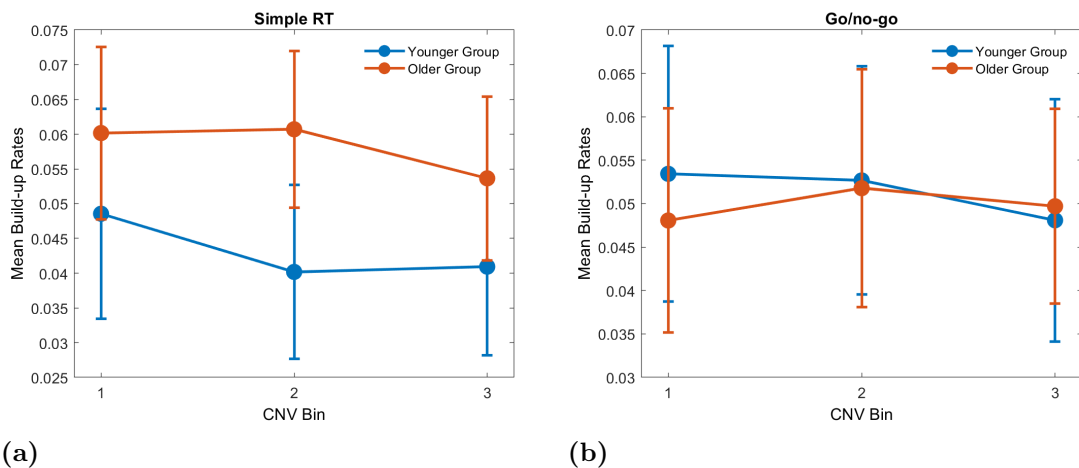 Simple RT
0.075
0.07
0.065
0.06
0.055
0.05
0.045
0.04
0.035
0.03
0.025
Mean Build-up Rates
Younger Group
Older Group
1 2 3
CNV Bin
(a)
Go/no-go
0.07
0.065
0.06
0.055
0.05
0.045
0.04
0.035
0.03
Mean Build-up Rates
Younger Group
Older Group
1 2 3
CNV Bin
(b)